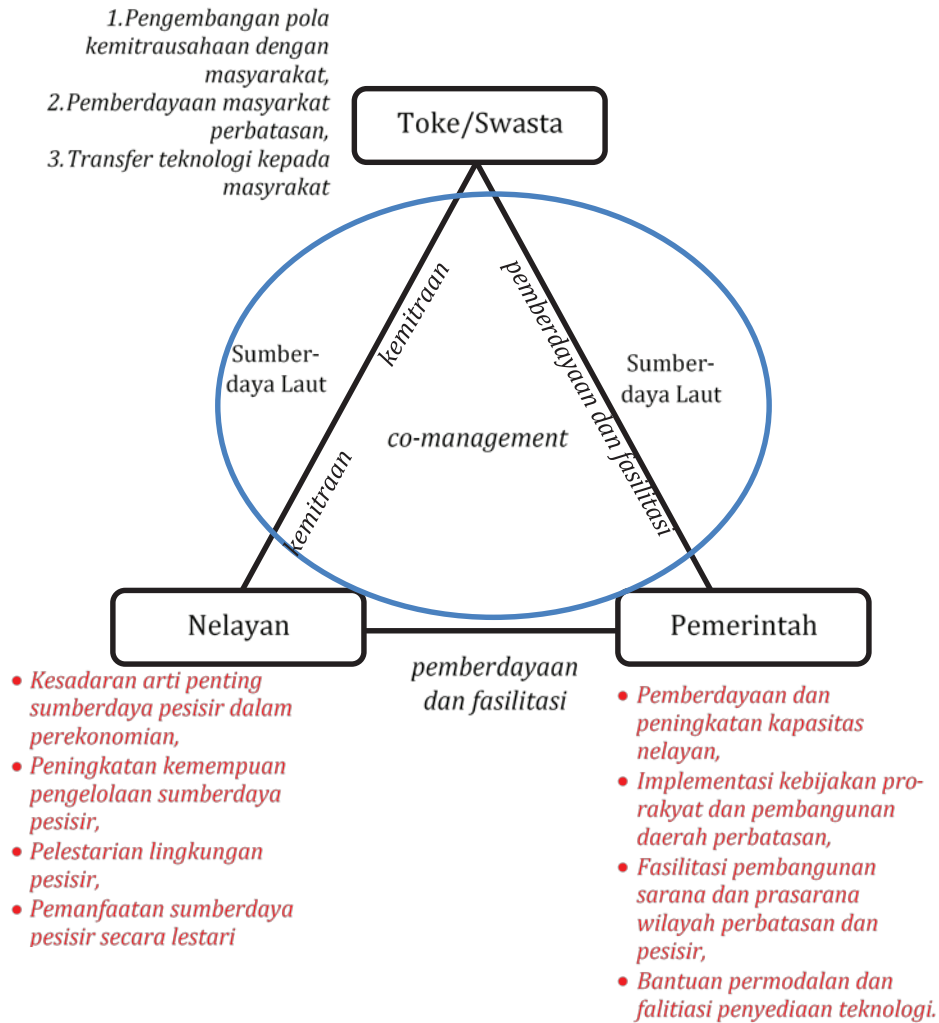 1.Pengembangan pola
kemitrausahaan dengan
masyarakat,
2.Pemberdayaan masyarkat
perbatasan,
3.Transfer teknologi kepada
masyrakat
Toke/Swasta
kemitraan
pemberdayaan dan fasilitasi
Sumber-
daya Laut
Sumber-
daya Laut
co-management
kemitraan
Nelayan
Pemerintah
pemberdayaan
dan fasilitasi
• Kesadaran arti penting
sumberdaya pesisir dalam
perekonomian,
• Peningkatan kemempuan
pengelolaan sumberdaya
pesisir,
• Pelestarian lingkungan
pesisir,
• Pemanfaatan sumberdaya
pesisir secara lestari
• Pemberdayaan dan
peningkatan kapasitas
nelayan,
• Implementasi kebijakan pro-
rakyat dan pembangunan
daerah perbatasan,
• Fasilitasi pembangunan
sarana dan prasarana
wilayah perbatasan dan
pesisir,
• Bantuan permodalan dan
falitiasi penyediaan teknologi.